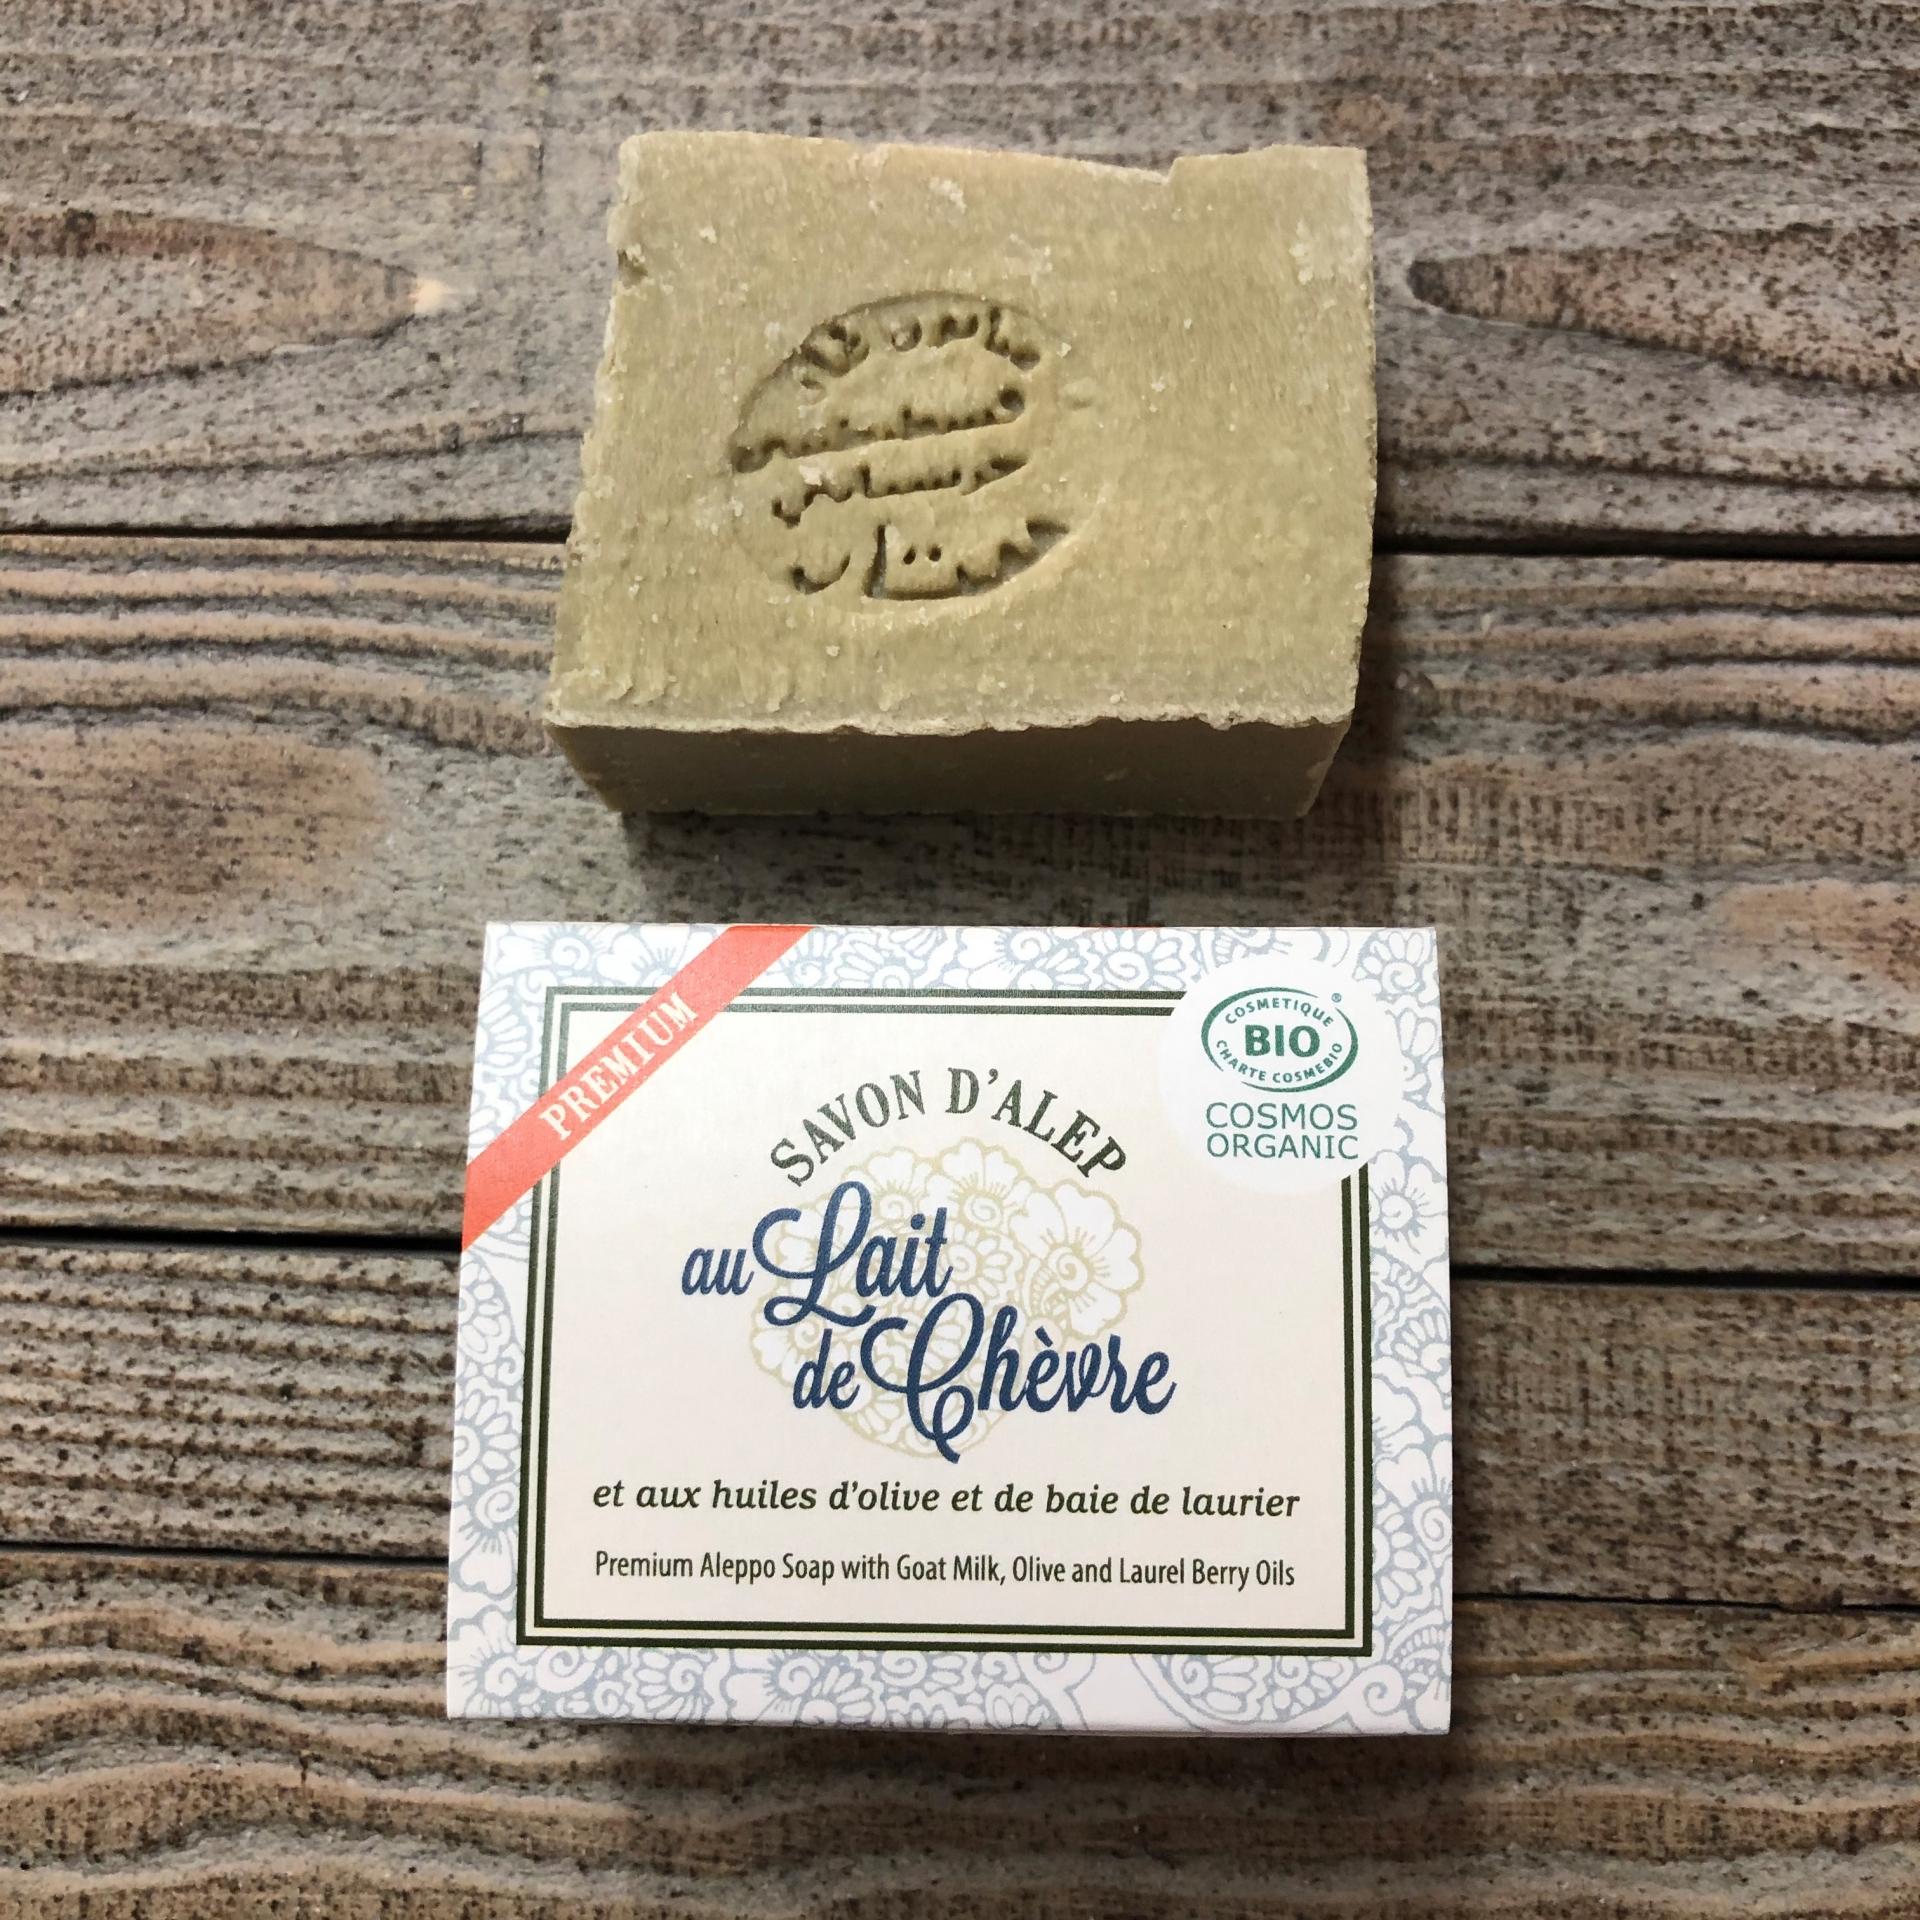 PREMIUM
COSMETIQUE
®
BIO
CHARTE COSMEBIO
COSMOS
ORGANIC
SAVON D'ALEP
au Lait
de Chèvre
et aux huiles d'olive et de baie de laurier
Premium Aleppo Soap with Goat Milk, Olive and Laurel Berry Oils